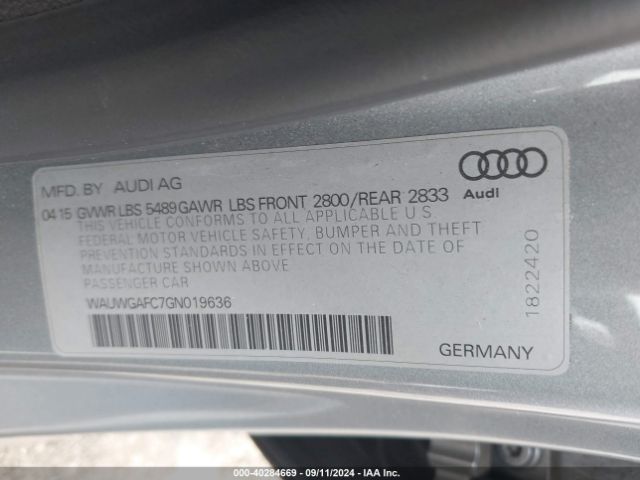 MFD. BY AUDI AG
04 15 GVWR LBS 5489 GAWR LBS FRONT 2800/REAR 2833
THIS VEHICLE CONFORMS TO ALL APPLICABLE U S
FEDERAL MOTOR VEHICLE SAFETY, BUMPER AND THEFT
PREVENTION STANDARDS IN EFFECT ON THE DATE OF
MANUFACTURE SHOWN ABOVE
PASSENGER CAR
WAUWGAFC7GN019636
Audi
1822420
GERMANY
000-40284669 - 09/11/2024 - IAA Inc.